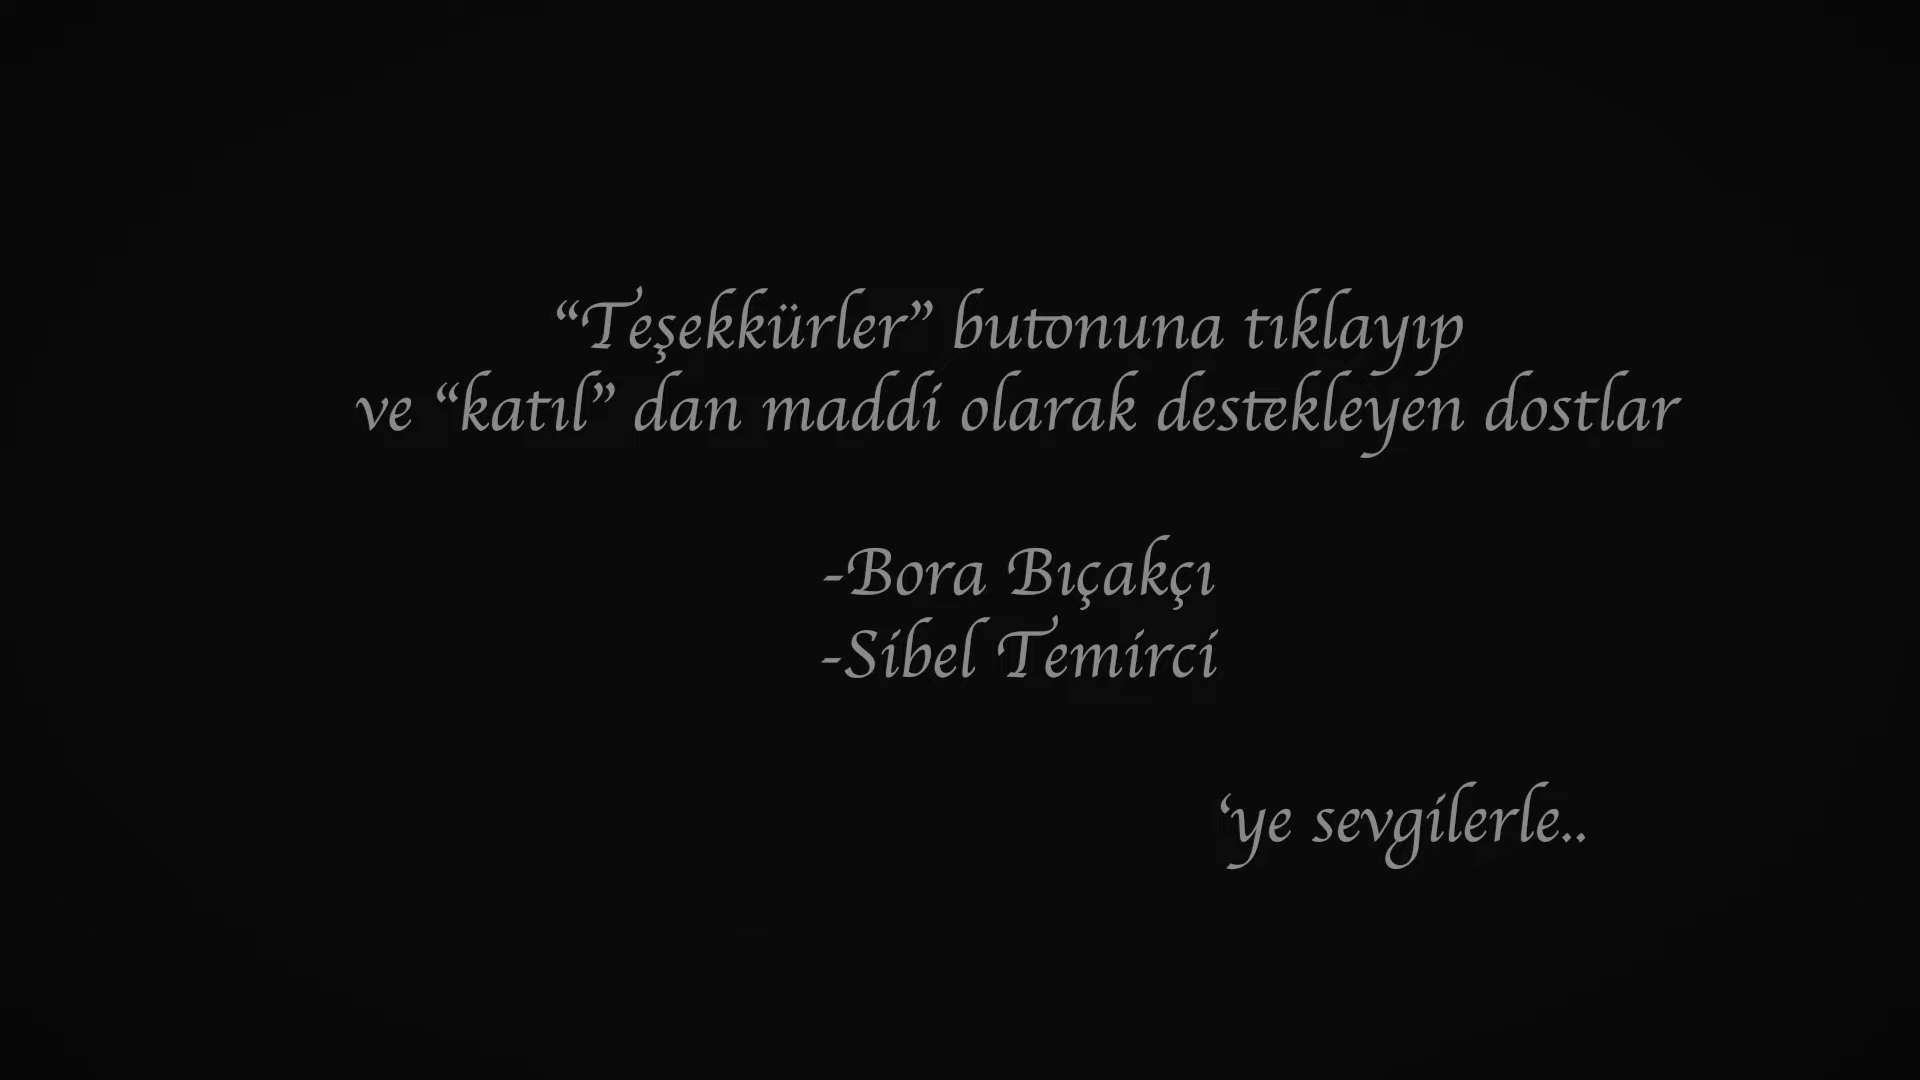 “Teşekkürler” butonuna tıklayıp
ve “katıl” dan maddi olarak destekleyen dostlar
-Bora Bıçakçı
-Sibel Temirci
‘ye sevgilerle..